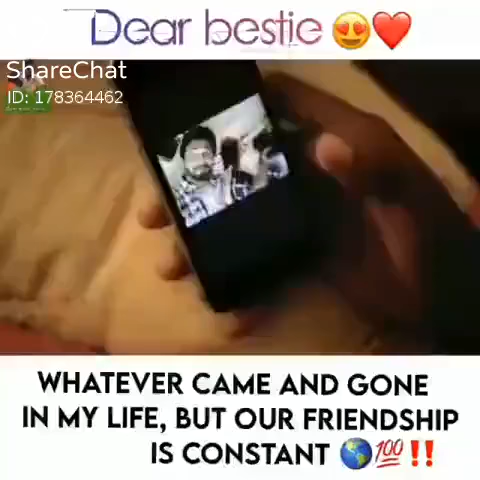 Dear bestie 😍❤️
ShareChat
ID: 178364462
WHATEVER CAME AND GONE
IN MY LIFE, BUT OUR FRIENDSHIP
IS CONSTANT 🌎💯‼️